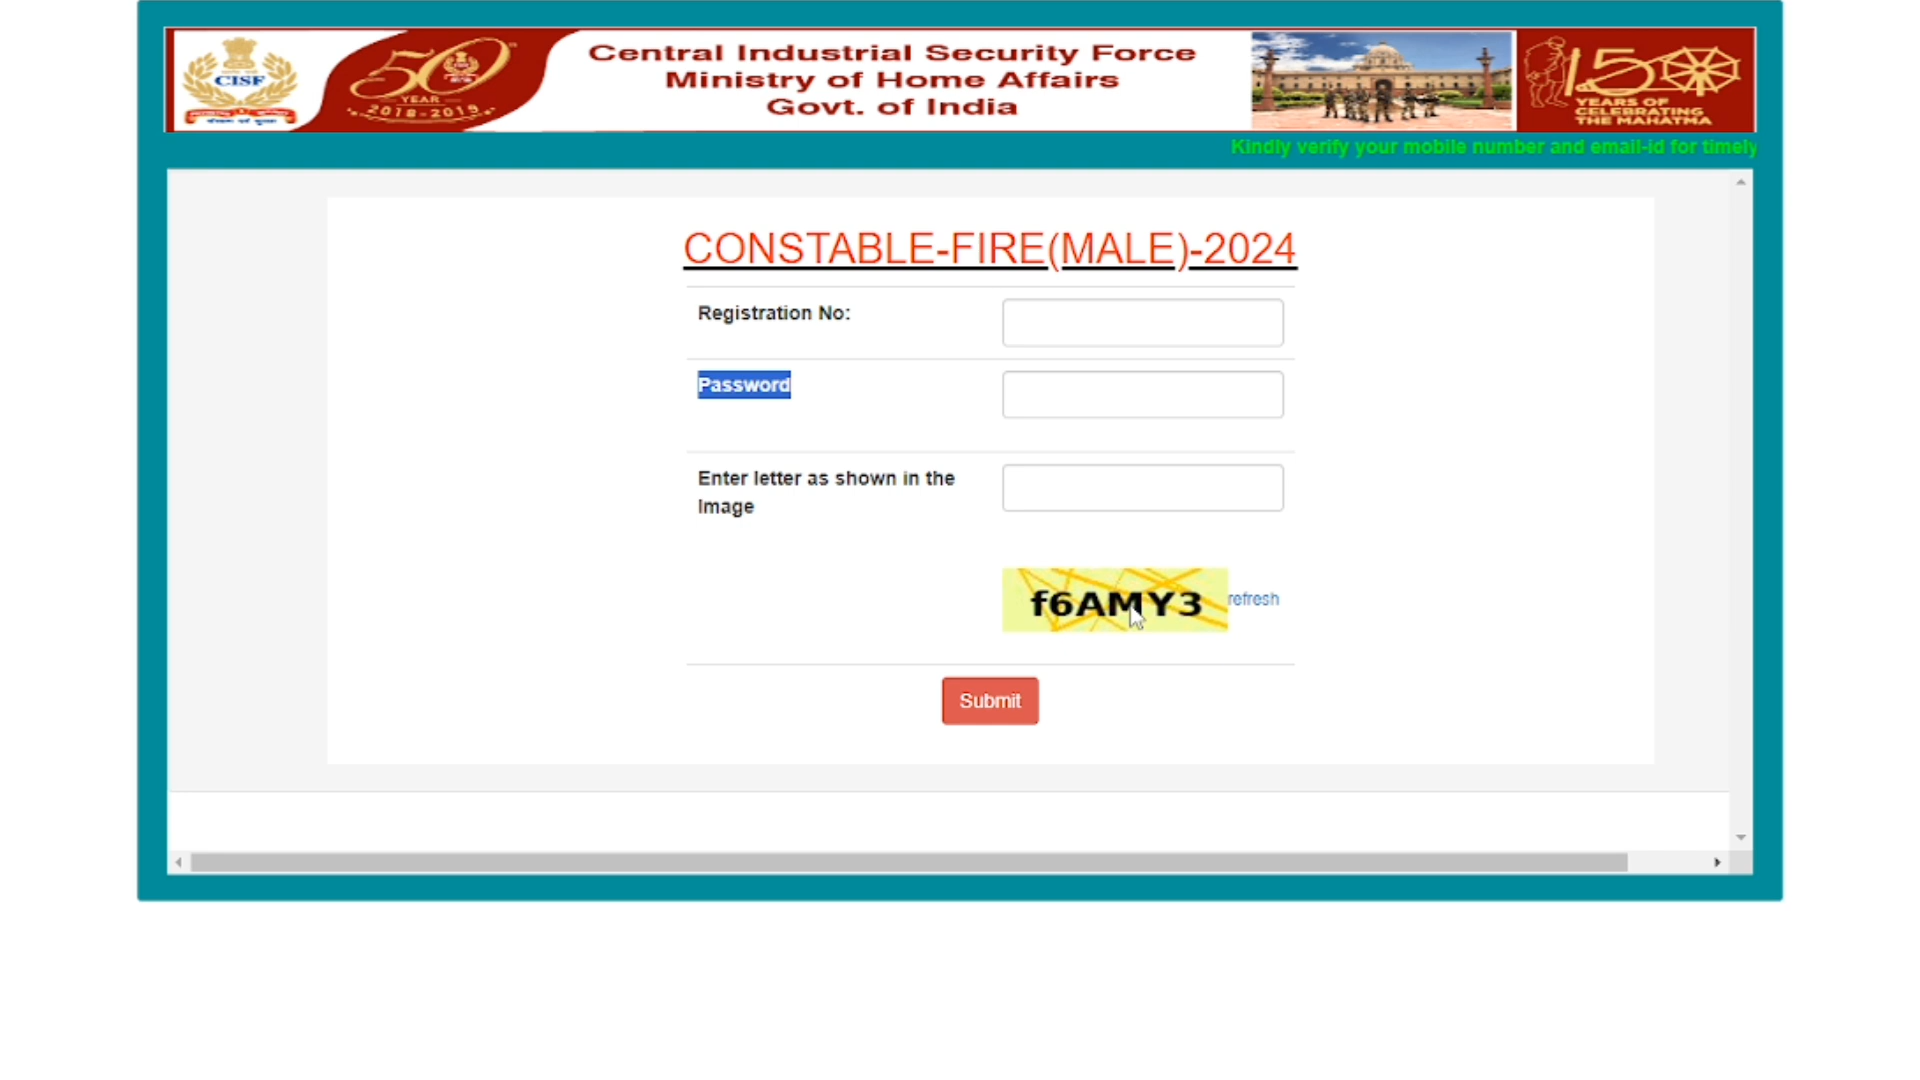 CISF
50
YEAR
2018-2019
Central Industrial Security Force
Ministry of Home Affairs
Govt. of India
150
YEARS OF
CELEBRATING
THE MAHATMA
Kindly verify your mobile number and email-id for timely
CONSTABLE-FIRE(MALE)-2024
Registration No:
Password
Enter letter as shown in the
image
f6AMY3
refresh
Submit